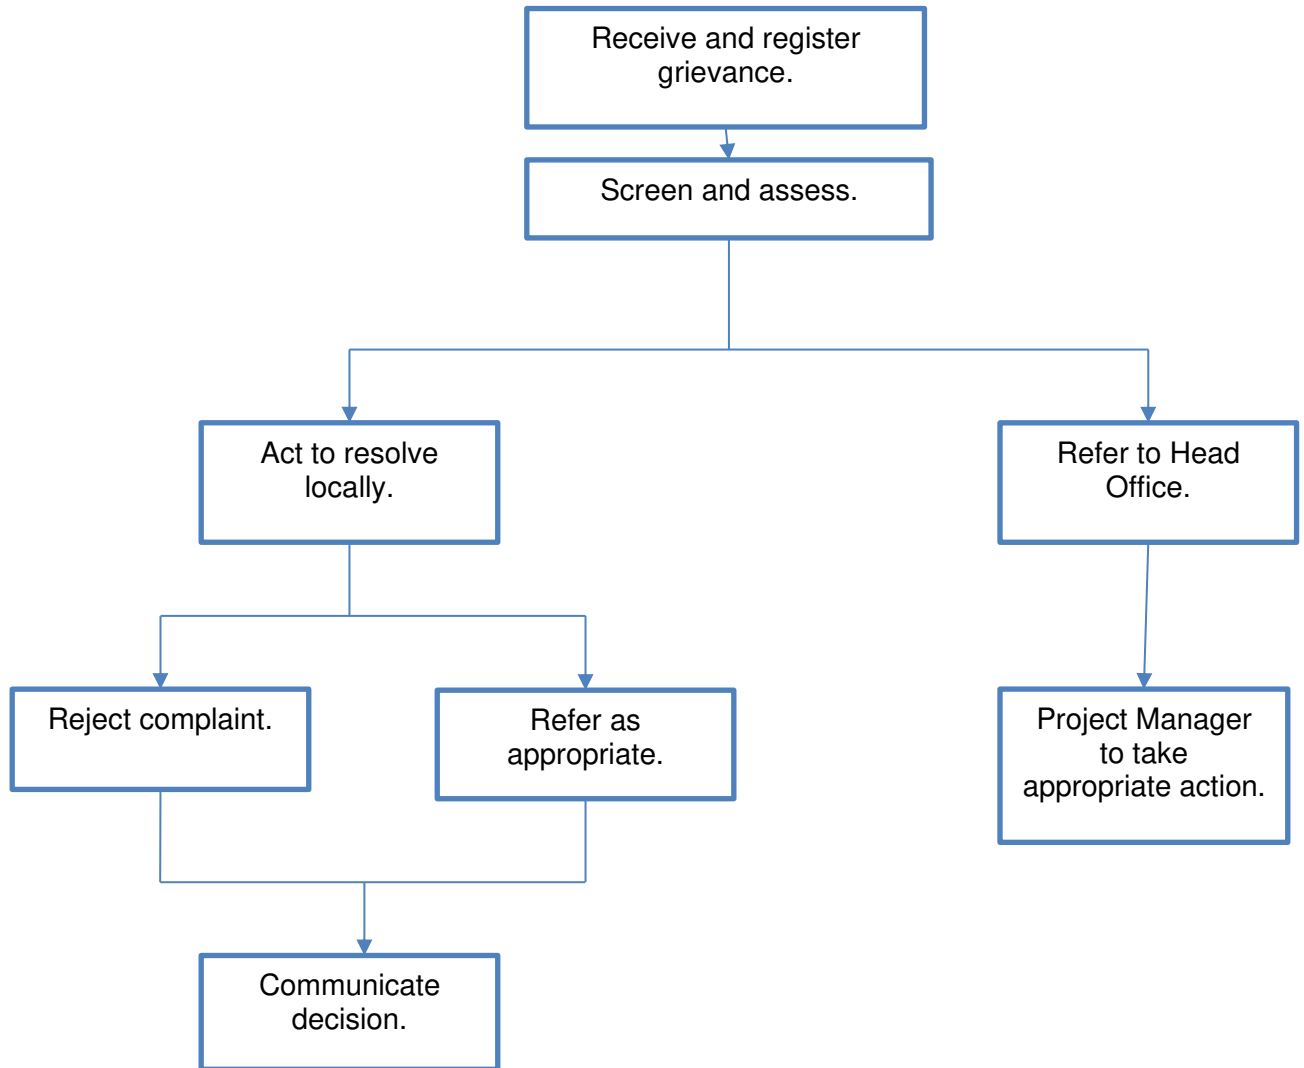 Receive and register
grievance.
Screen and assess.
Act to resolve
locally.
Refer to Head
Office.
Reject complaint.
Refer as
appropriate.
Project Manager
to take
appropriate action.
Communicate
decision.